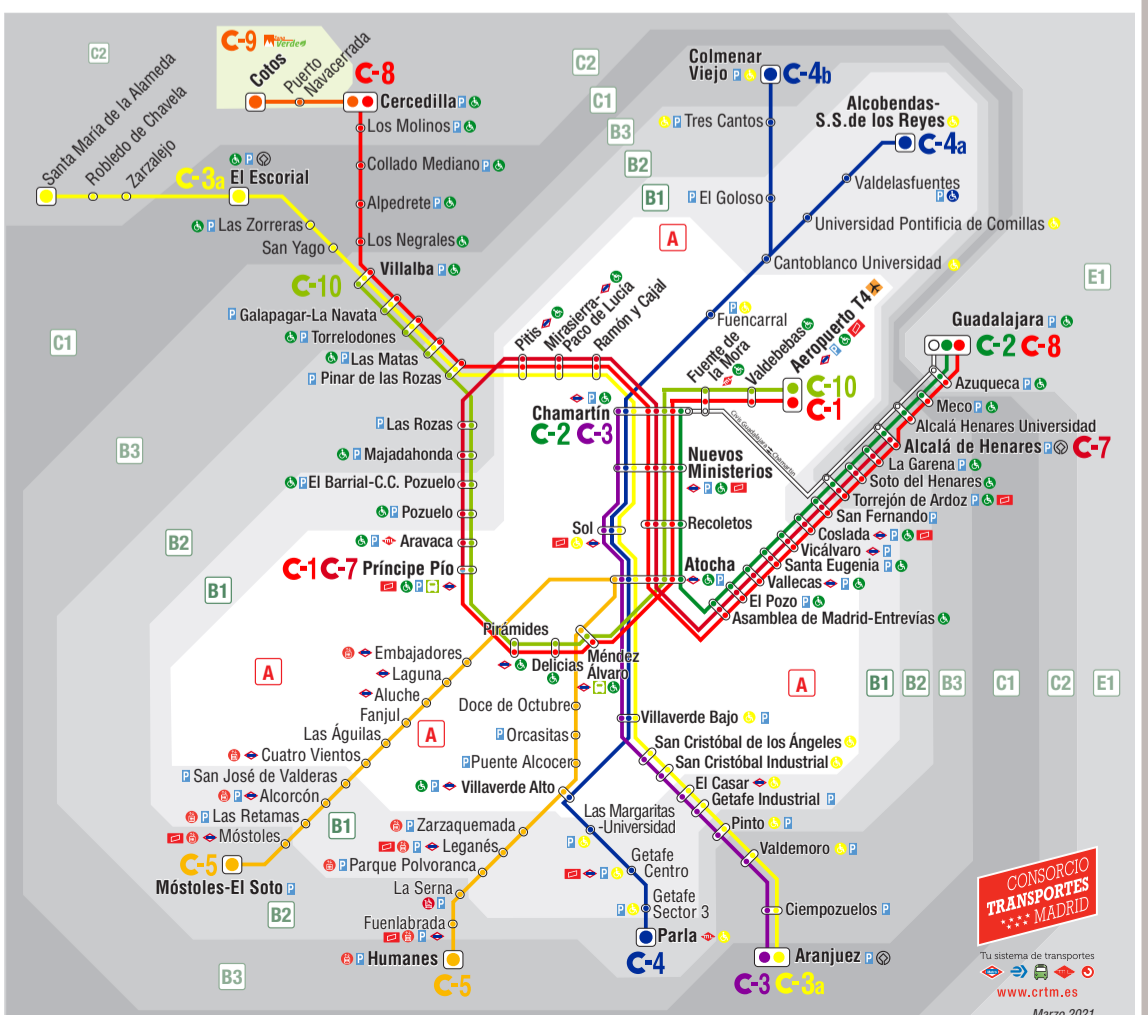 C2
C-9
Tren
Verde
Cotos
Puerto
Navacerrada
C-8
Cercedilla
Los Molinos
Collado Mediano
Alpedrete
Los Negrales
Villalba
Santa María de la Alameda
Robledo de Chavela
Zarzalejo
C-3a
El Escorial
Las Zorreras
San Yago
C-10
Galapagar-La Navata
Torrelodones
Las Matas
Pinar de las Rozas
Las Rozas
Majadahonda
El Barrial-C.C. Pozuelo
Pozuelo
Aravaca
C-1 C-7 Príncipe Pío
C2
C1
B3
B2
B1
A
Colmenar
Viejo
C-4b
Tres Cantos
El Goloso
Alcobendas-
S.S.de los Reyes
C-4a
Valdelasfuentes
Universidad Pontificia de Comillas
Cantoblanco Universidad
Fuencarral
E1
C1
B3
B2
B1
A
Pitis
Mirasierra-
Paco de Lucía
Ramón y Cajal
Fuente de
la Mora
Valdebebas
Aeropuerto T4
C-10
C-1
Chamartín
C-2 C-3
Civis Guadalajara Chamartín
Nuevos
Ministerios
Recoletos
Sol
Atocha
Guadalajara
C-2 C-8
Azuqueca
Meco
Alcalá Henares Universidad
Alcalá de Henares
C-7
La Garena
Soto del Henares
Torrejón de Ardoz
San Fernando
Coslada
Vicálvaro
Santa Eugenia
Vallecas
El Pozo
Asamblea de Madrid-Entrevías
Pirámides
Delicias
Méndez
Álvaro
Embajadores
Laguna
Aluche
Fanjul
Las Águilas
Cuatro Vientos
San José de Valderas
Alcorcón
Las Retamas
Móstoles
C-5
Móstoles-El Soto
A
B1
B2
B3
Doce de Octubre
Orcasitas
Puente Alcocer
Villaverde Alto
Zarzaquemada
Leganés
Parque Polvoranca
La Serna
Fuenlabrada
Humanes
C-5
Las Margaritas
-Universidad
Getafe
Centro
Getafe
Sector 3
Parla
C-4
Villaverde Bajo
San Cristóbal de los Ángeles
San Cristóbal Industrial
El Casar
Getafe Industrial
Pinto
Valdemoro
Ciempozuelos
Aranjuez
C-3 C-3a
A
B1
B2
B3
C1
C2
E1
CONSORCIO
TRANSPORTES
MADRID
Tu sistema de transportes
www.crtm.es
Marzo 2021